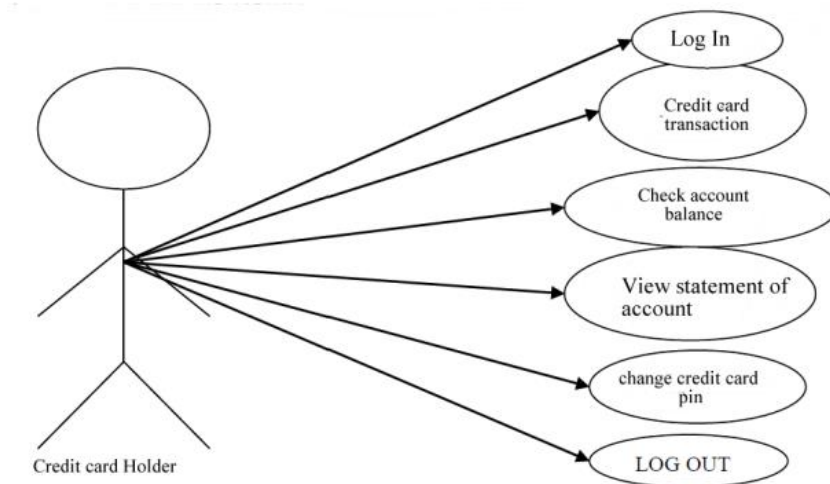 Log In
Credit card
transaction
Check account
balance
View statement of
account
change credit card
pin
LOG OUT
Credit card Holder